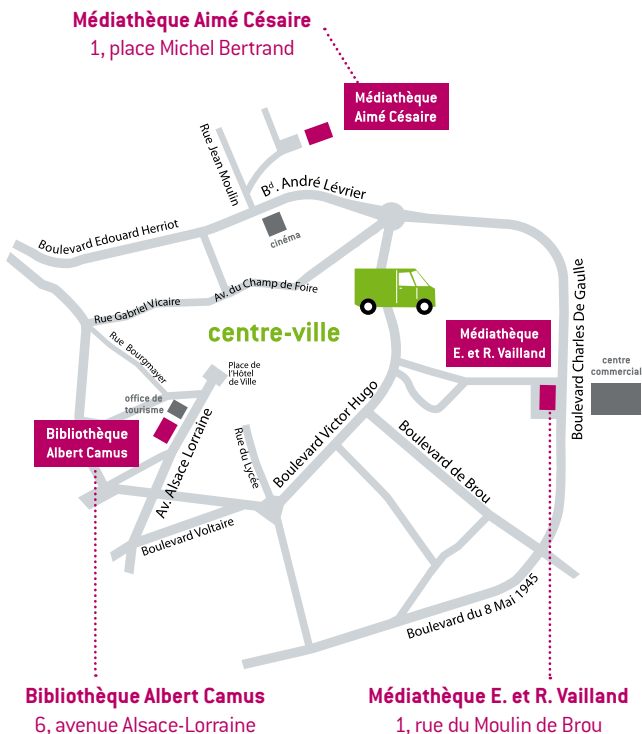 Médiathèque Aimé Césaire
1, place Michel Bertrand
Médiathèque
Aimé Césaire
Rue Jean Moulin
Bd. André Lévrier
Boulevard Edouard Herriot
cinéma
Av. du Champ de Foire
Rue Gabriel Vicaire
Rue Bourgmayer
centre-ville
Médiathèque
E. et R. Vailland
Boulevard Charles De Gaulle
centre
commercial
Place de
l'Hôtel
de Ville
office de
tourisme
Bibliothèque
Albert Camus
Av. Alsace Lorraine
Rue du Lycée
Boulevard Victor Hugo
Boulevard de Brou
Boulevard Voltaire
Boulevard du 8 Mai 1945
Bibliothèque Albert Camus
6, avenue Alsace-Lorraine
Médiathèque E. et R. Vailland
1, rue du Moulin de Brou